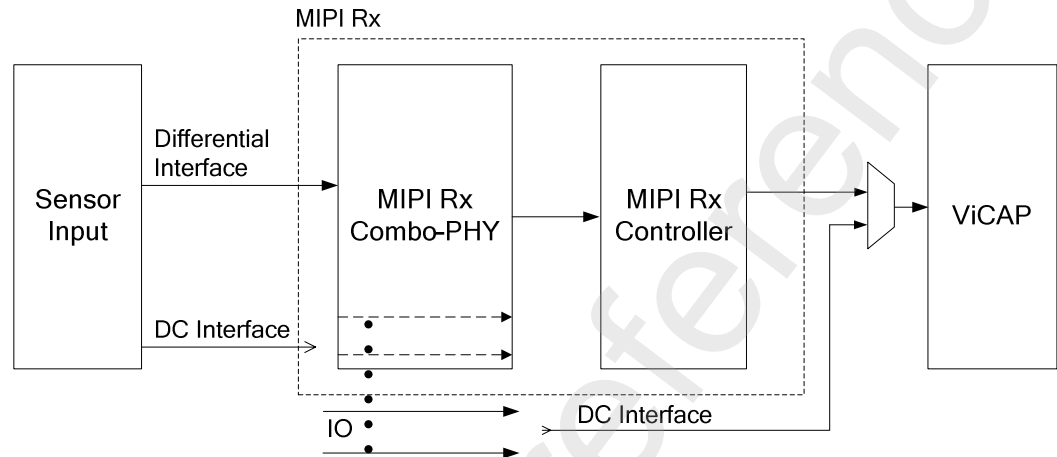 MIPI Rx
Differential
Interface
Sensor
Input
MIPI Rx
Combo-PHY
MIPI Rx
Controller
ViCAP
DC Interface
DC Interface
IO